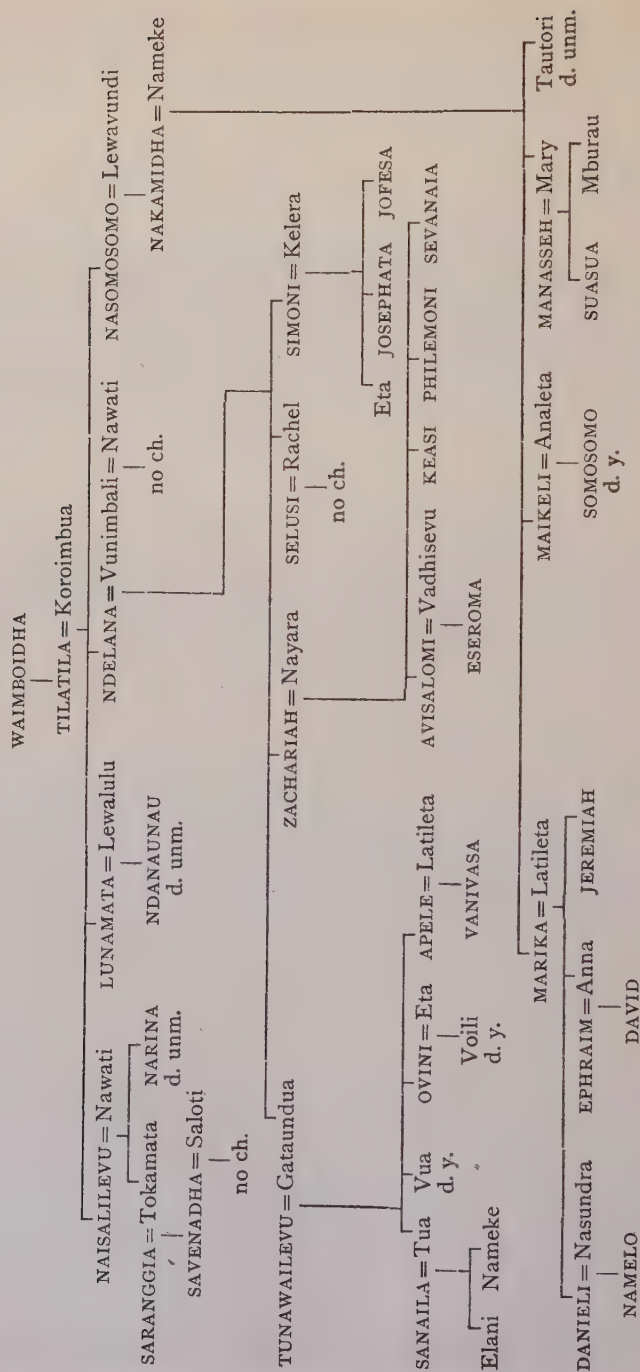 WAIMBOIDHA
TILATILA = Koroimbua
NAISALILEVU = Nawati LUNAMATA = Lewalulu NDELANA = Vunimbali = Nawati NASOMOSOMO = Lewavundi
no ch.
NDANAUNAU
d. unm.
NAKAMIDHA = Nameke
SARANGGIA = Tokamata NARINA
d. unm.
SAVENADHA = Saloti
no ch.
TUNAWAILEVU = Gataundua ZACHARIAH = Nayara SELUSI = Rachel SIMONI = Kelera
no ch.
Eta JOSEPHATA JOFESA
SANAILA = Tua Vua OVINI = Eta APELE = Latileta AVISALOMI = Vadhisevu KEASI PHILEMONI SEVANAIA
d. y.
Voili
d. y.
VANIVASA
ESEROMA
Elani Nameke
MARIKA = Latileta MAIKELI = Analeta MANASSEH = Mary Tautori
d. unm.
SOMOSOMO
d. y.
SUASUA Mburau
DANIELI = Nasundra EPHRAIM = Anna JEREMIAH
NAMELO DAVID